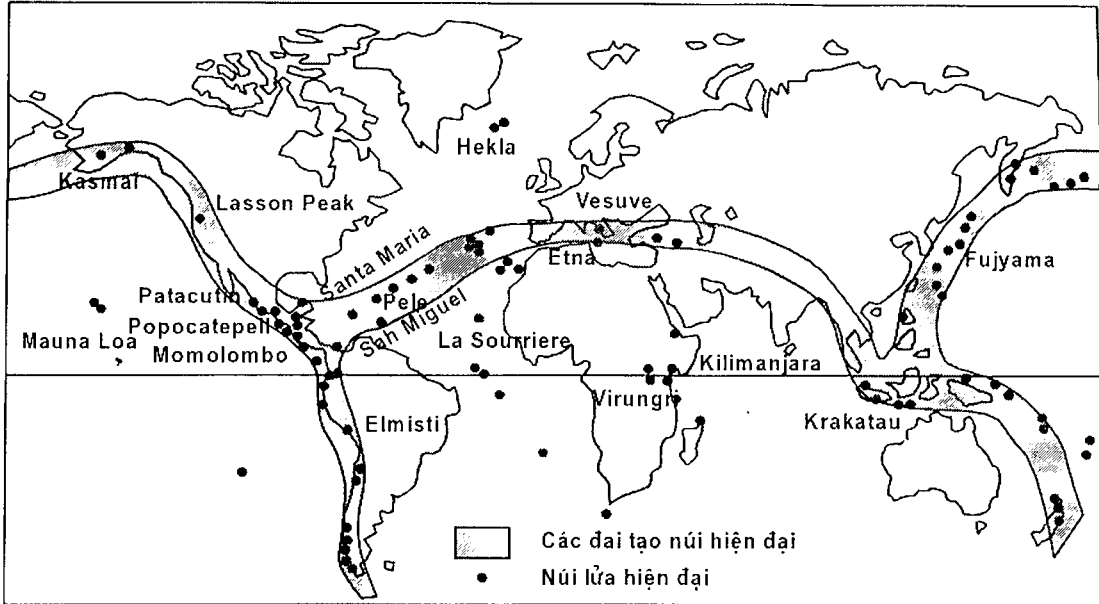 Hekla
Kasmai
Lasson Peak
Vesuve
Santa Maria
Etna
Fujyama
Patacutin
Pele
San Miguel
Popocatepell
Mauna Loa
La Sourriere
Momolombo
Kilimanjara
Virungri
Elmisti
Krakatau
Các đai tạo núi hiện đại
Núi lửa hiện đại